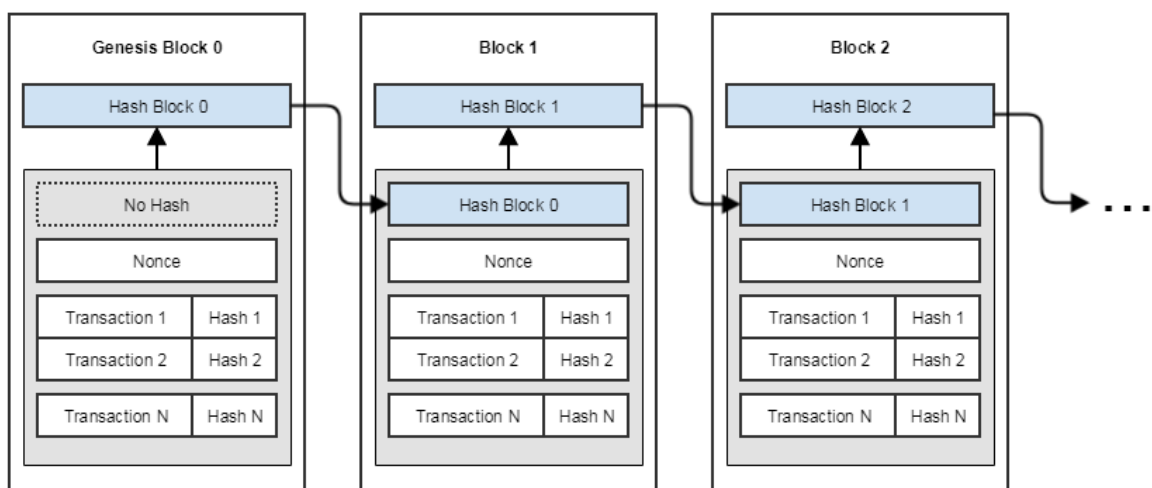 Genesis Block 0
Hash Block 0
No Hash
Nonce
Transaction 1 Hash 1
Transaction 2 Hash 2
Transaction N Hash N
Block 1
Hash Block 1
Hash Block 0
Nonce
Transaction 1 Hash 1
Transaction 2 Hash 2
Transaction N Hash N
Block 2
Hash Block 2
Hash Block 1
Nonce
Transaction 1 Hash 1
Transaction 2 Hash 2
Transaction N Hash N
...